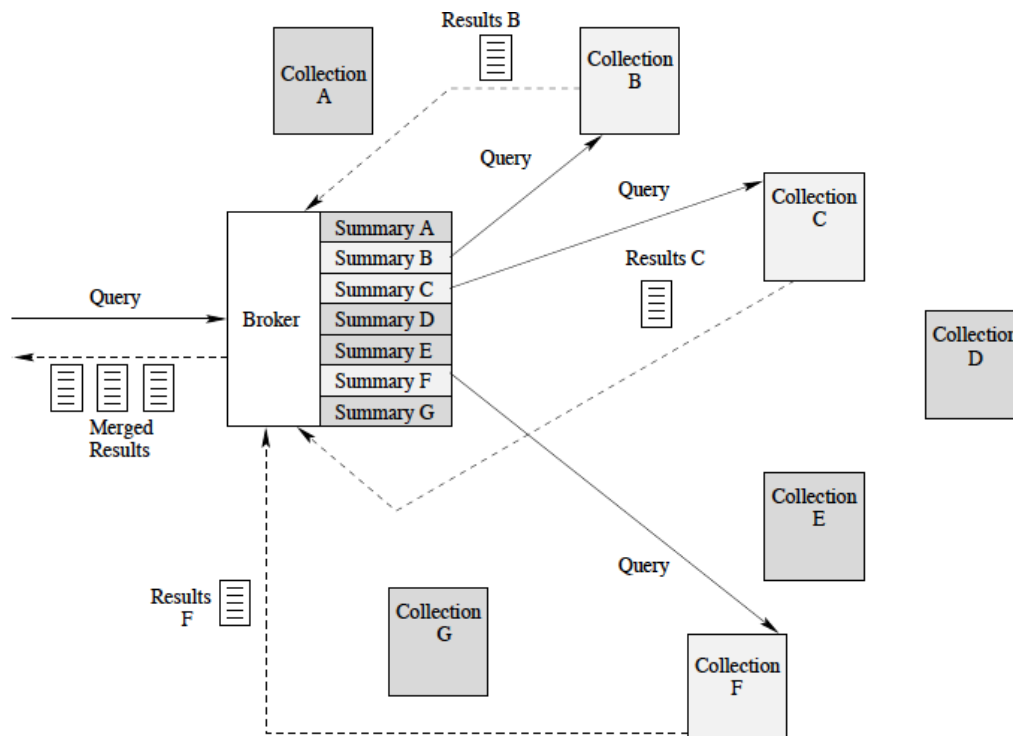 Results B
Collection
A
Collection
B
Query
Query
Collection
C
Summary A
Summary B
Summary C
Summary D
Summary E
Summary F
Summary G
Broker
Results C
Query
Collection
D
Merged
Results
Collection
E
Query
Results
F
Collection
G
Collection
F